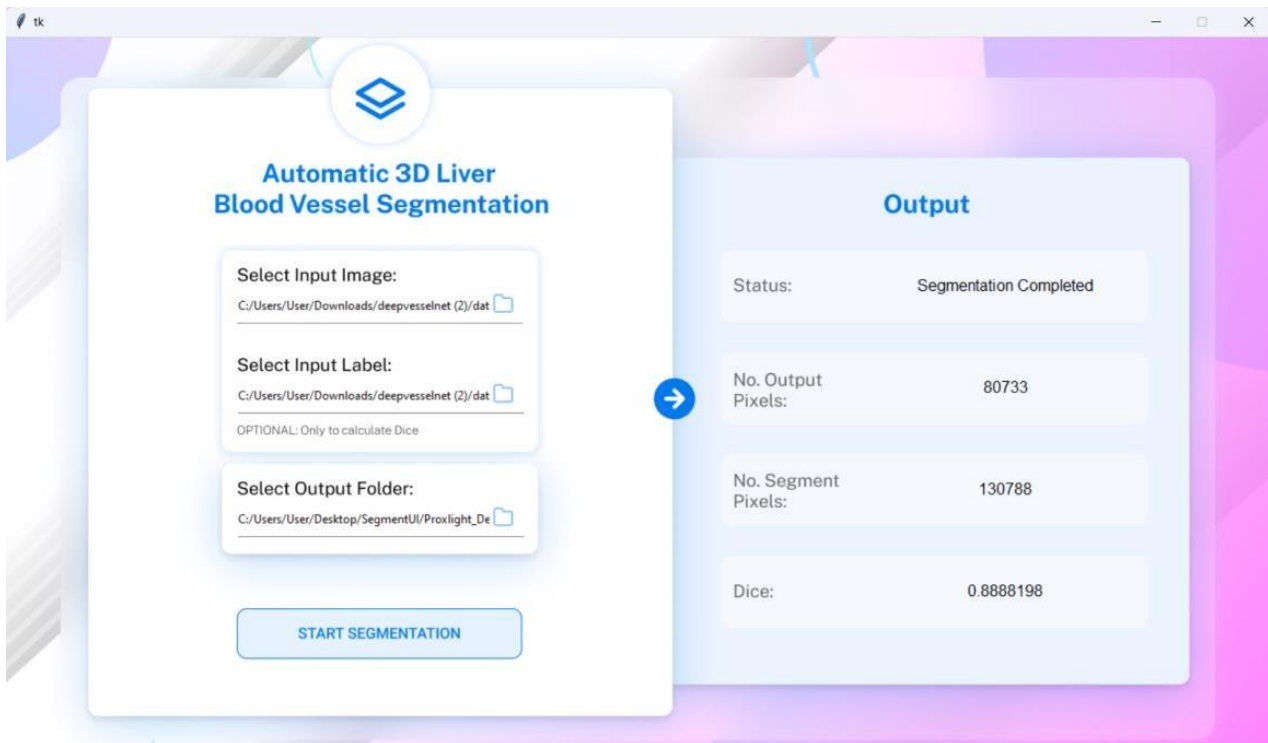 tk
Automatic 3D Liver
Blood Vessel Segmentation
Select Input Image:
C:/Users/User/Downloads/deepvesselnet (2)/dat
Select Input Label:
C:/Users/User/Downloads/deepvesselnet (2)/dat
OPTIONAL: Only to calculate Dice
Select Output Folder:
C:/Users/User/Desktop/SegmentUI/Proxlight_De
START SEGMENTATION
Output
Status: Segmentation Completed
No. Output
Pixels:
80733
No. Segment
Pixels:
130788
Dice: 0.8888198